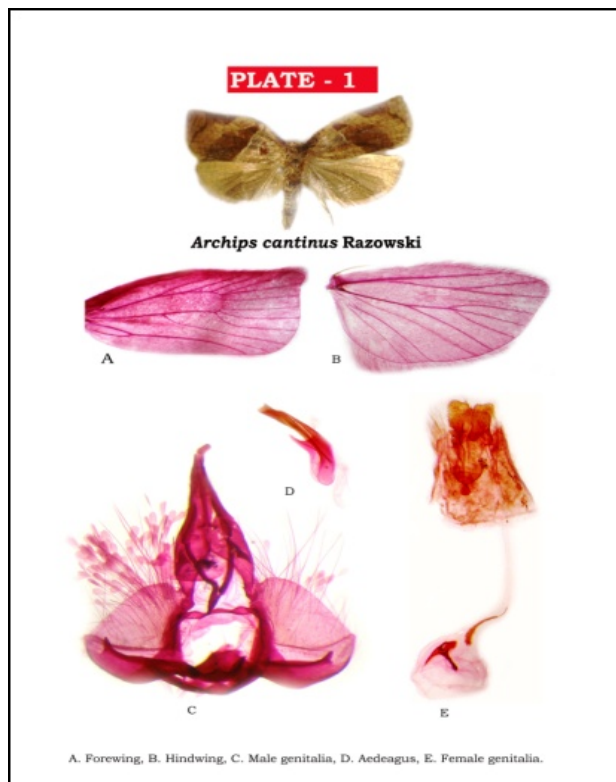 PLATE - 1
Archips cantinus Razowski
A
B
D
C
E
A. Forewing, B. Hindwing, C. Male genitalia, D. Aedeagus, E. Female genitalia.